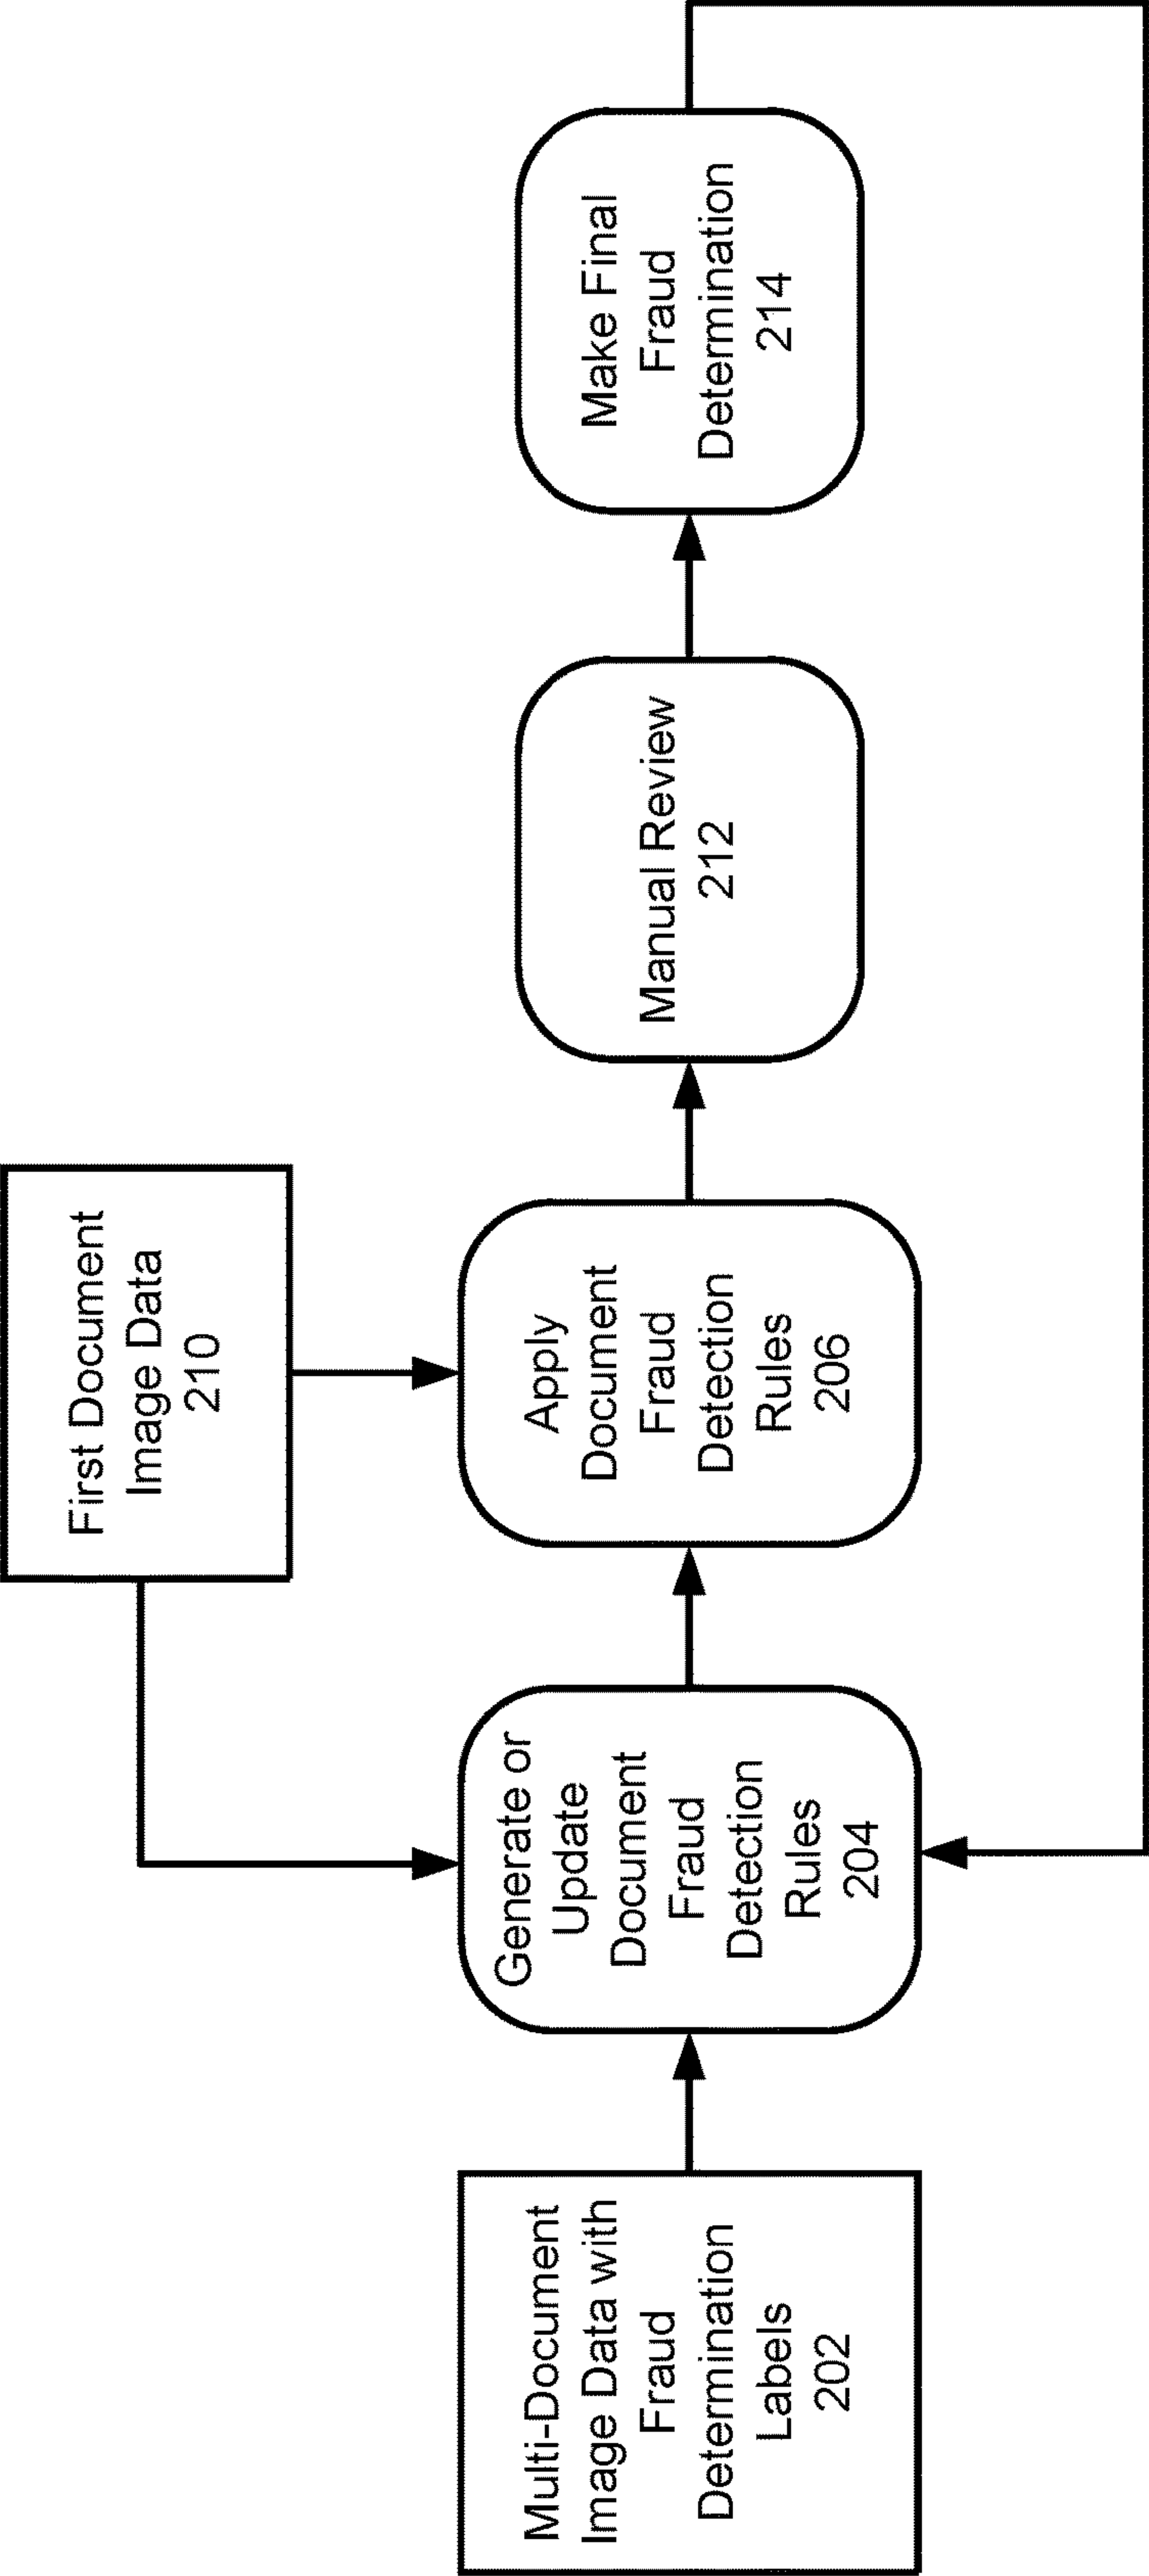 First Document
Image Data
210
Multi-Document
Image Data with
Fraud
Determination
Labels
202
Generate or
Update
Document
Fraud
Detection
Rules
204
Apply
Document
Fraud
Detection
Rules
206
Manual Review
212
Make Final
Fraud
Determination
214